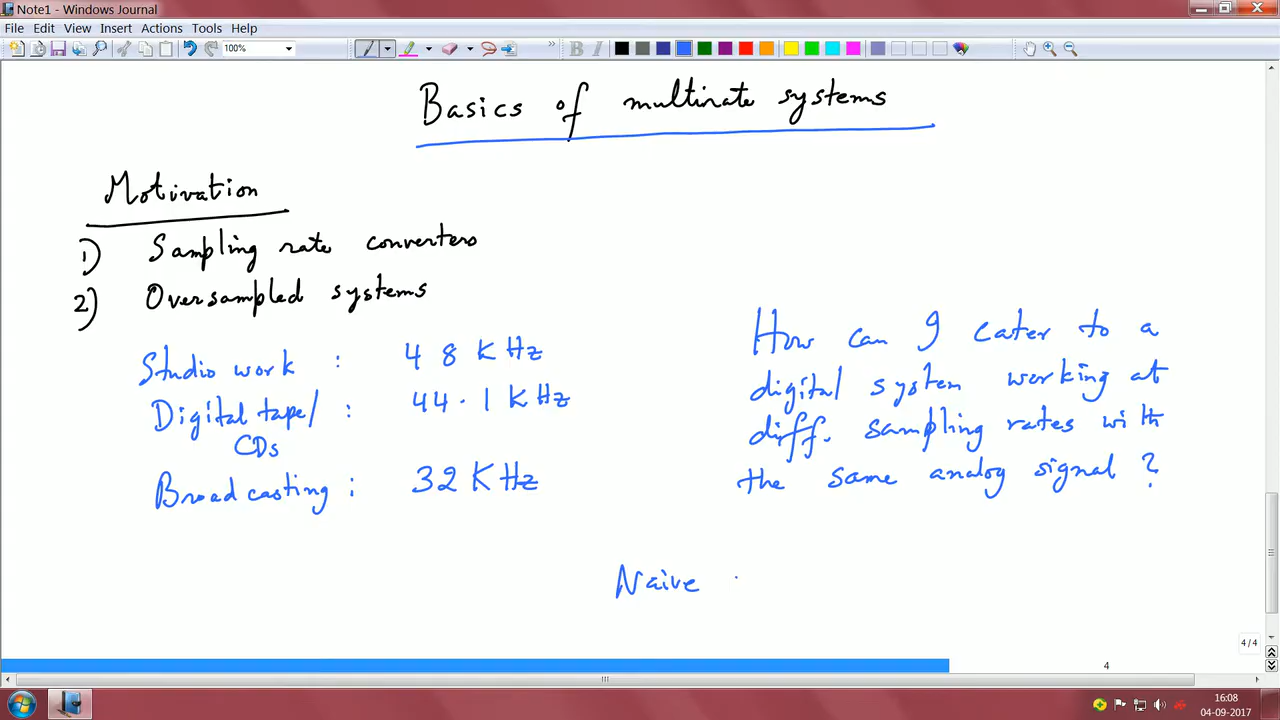 Note1 - Windows Journal
File Edit View Insert Actions Tools Help
100%
Basics of multirate systems
Motivation
1) Sampling rate converters
2) Oversampled systems
Studio work : 48 KHz
Digital tape/ : 44.1 KHz
CDs
Broadcasting : 32 KHz
How can I cater to a
digital system working at
diff. sampling rates with
the same analog signal ?
Naive
4/4
4
16:08
04-09-2017